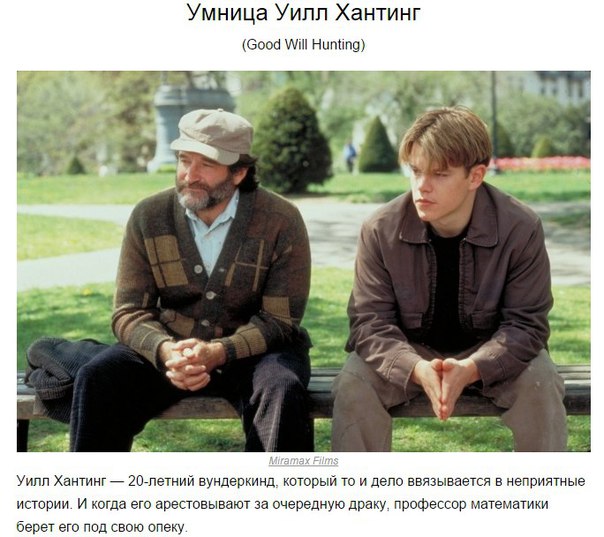 Умница Уилл Хантинг
(Good Will Hunting)
Miramax Films
Уилл Хантинг — 20-летний вундеркинд, который то и дело ввязывается в неприятные
истории. И когда его арестовывают за очередную драку, профессор математики
берет его под свою опеку.